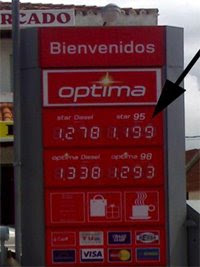 RCADO
Bienvenidos
optima
star Diesel star 95
1.278 1.199
optima Diesel optima 98
1.338 1.293
VISA